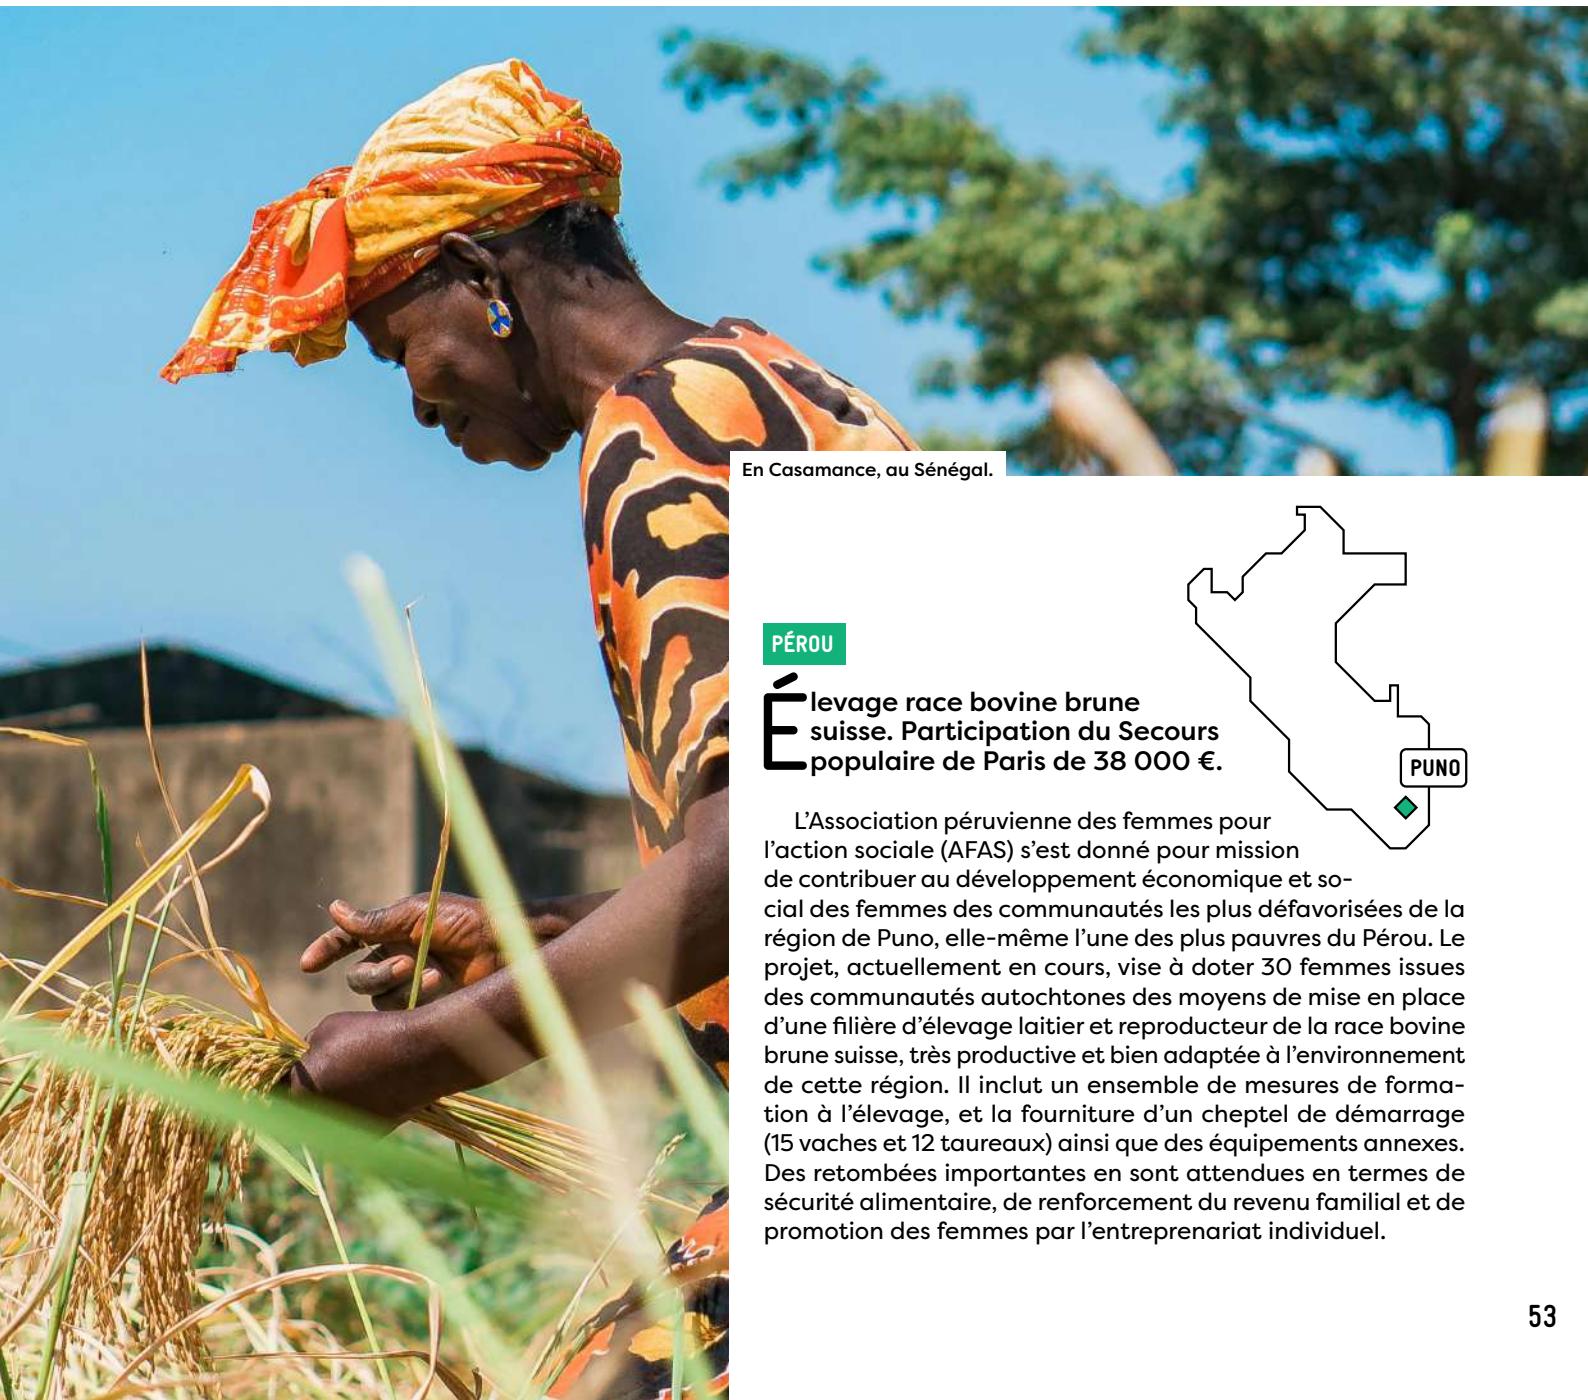 En Casamance, au Sénégal.
PÉROU
Élevage race bovine brune
suisse. Participation du Secours
populaire de Paris de 38 000 €.
PUNO
L’Association péruvienne des femmes pour
l’action sociale (AFAS) s’est donné pour mission
de contribuer au développement économique et so-
cial des femmes des communautés les plus défavorisées de la
région de Puno, elle-même l’une des plus pauvres du Pérou. Le
projet, actuellement en cours, vise à doter 30 femmes issues
des communautés autochtones des moyens de mise en place
d’une filière d’élevage laitier et reproducteur de la race bovine
brune suisse, très productive et bien adaptée à l’environnement
de cette région. Il inclut un ensemble de mesures de forma-
tion à l’élevage, et la fourniture d’un cheptel de démarrage
(15 vaches et 12 taureaux) ainsi que des équipements annexes.
Des retombées importantes en sont attendues en termes de
sécurité alimentaire, de renforcement du revenu familial et de
promotion des femmes par l’entreprenariat individuel.
53